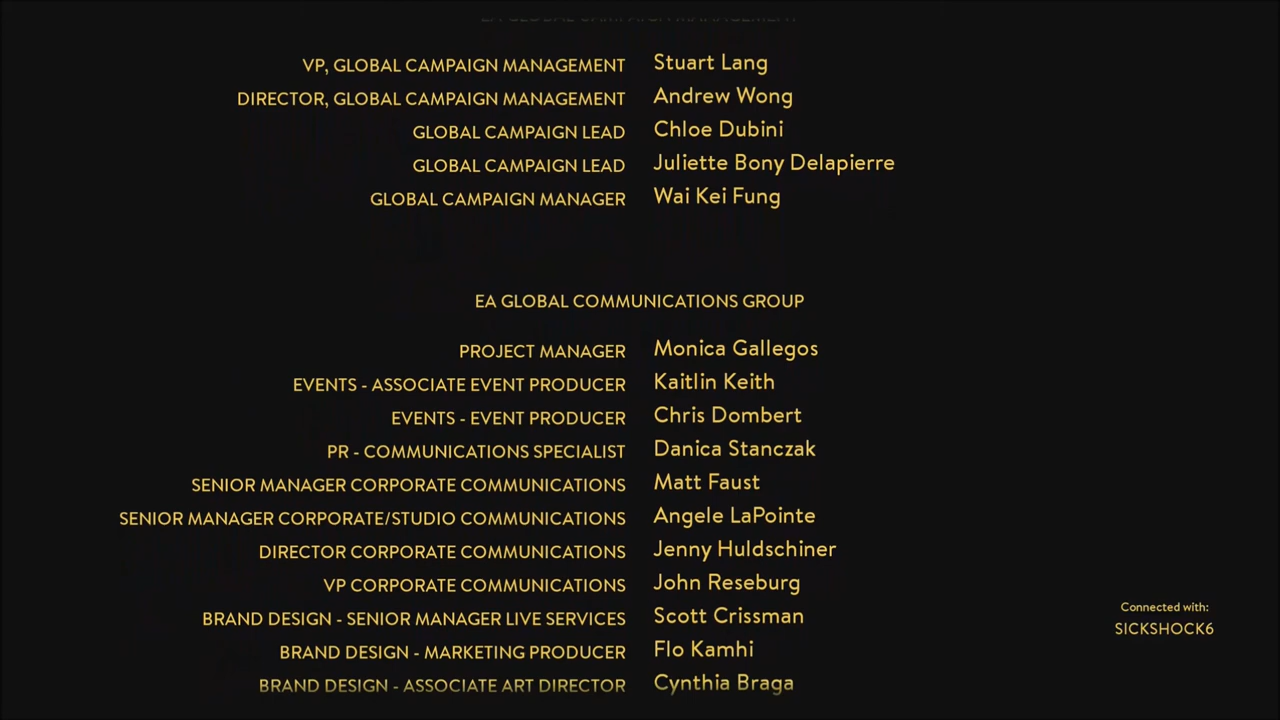 EA GLOBAL CAMPAIGN MANAGEMENT
VP, GLOBAL CAMPAIGN MANAGEMENT Stuart Lang
DIRECTOR, GLOBAL CAMPAIGN MANAGEMENT Andrew Wong
GLOBAL CAMPAIGN LEAD Chloe Dubini
GLOBAL CAMPAIGN LEAD Juliette Bony Delapierre
GLOBAL CAMPAIGN MANAGER Wai Kei Fung
EA GLOBAL COMMUNICATIONS GROUP
PROJECT MANAGER Monica Gallegos
EVENTS - ASSOCIATE EVENT PRODUCER Kaitlin Keith
EVENTS - EVENT PRODUCER Chris Dombert
PR - COMMUNICATIONS SPECIALIST Danica Stanczak
SENIOR MANAGER CORPORATE COMMUNICATIONS Matt Faust
SENIOR MANAGER CORPORATE/STUDIO COMMUNICATIONS Angele LaPointe
DIRECTOR CORPORATE COMMUNICATIONS Jenny Huldschiner
VP CORPORATE COMMUNICATIONS John Reseburg
BRAND DESIGN - SENIOR MANAGER LIVE SERVICES Scott Crissman
BRAND DESIGN - MARKETING PRODUCER Flo Kamhi
BRAND DESIGN - ASSOCIATE ART DIRECTOR Cynthia Braga
Connected with:
SICKSHOCK6